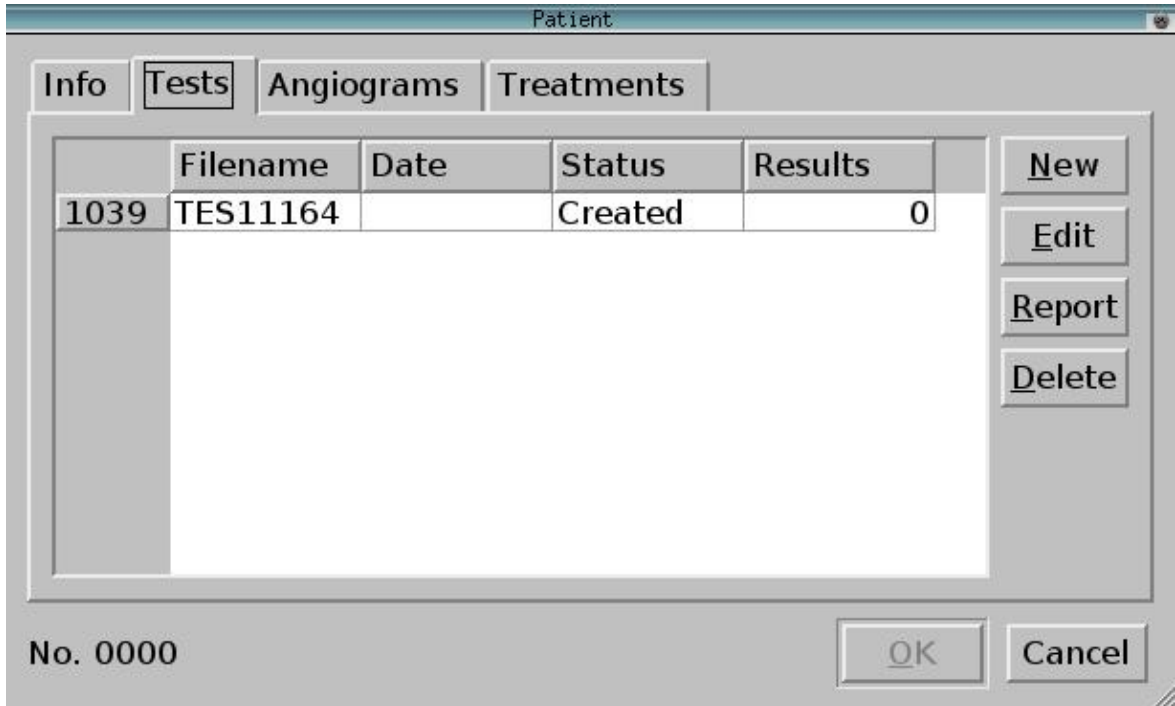 Patient
Info Tests Angiograms Treatments
Filename Date Status Results
1039 TES11164 Created 0
New
Edit
Report
Delete
No. 0000
OK Cancel